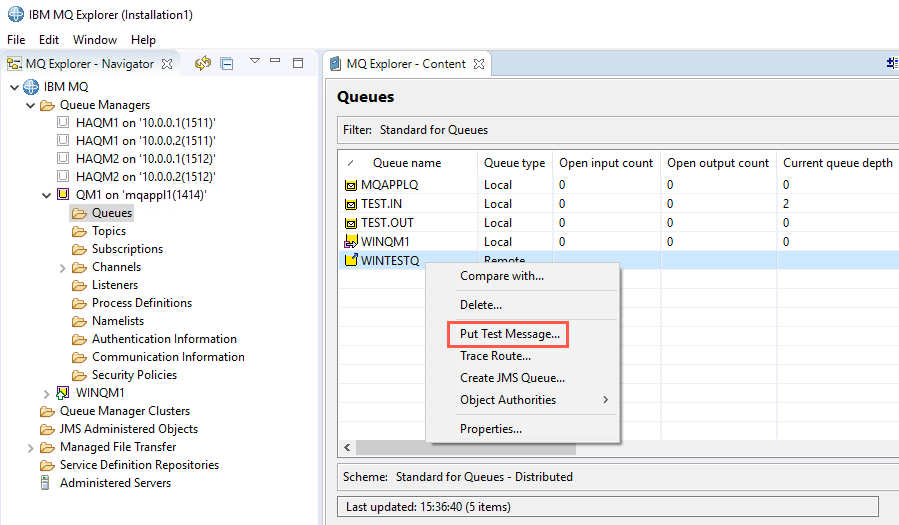 IBM MQ Explorer (Installation1)
File Edit Window Help
MQ Explorer - Navigator
IBM MQ
Queue Managers
HAQM1 on '10.0.0.1(1511)'
HAQM1 on '10.0.0.2(1511)'
HAQM2 on '10.0.0.1(1512)'
HAQM2 on '10.0.0.2(1512)'
QM1 on 'mqappl1(1414)'
Queues
Topics
Subscriptions
Channels
Listeners
Process Definitions
Namelists
Authentication Information
Communication Information
Security Policies
WINQM1
Queue Manager Clusters
JMS Administered Objects
Managed File Transfer
Service Definition Repositories
Administered Servers
MQ Explorer - Content
Queues
Filter: Standard for Queues
Queue name Queue type Open input count Open output count Current queue depth
MQAPPLQ Local 0 0 0
TEST.IN Local 0 0 2
TEST.OUT Local 0 0 0
WINQM1 Local 0 0 0
WINTESTQ Remote
Compare with...
Delete...
Put Test Message...
Trace Route...
Create JMS Queue...
Object Authorities
Properties...
Scheme: Standard for Queues - Distributed
Last updated: 15:36:40 (5 items)